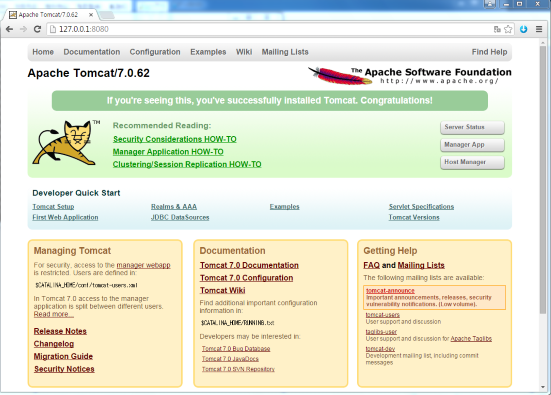 Apache Tomcat/7.0.62
127.0.0.1:8080
Home Documentation Configuration Examples Wiki Mailing Lists Find Help
Apache Tomcat/7.0.62
The Apache Software Foundation
http://www.apache.org/
If you're seeing this, you've successfully installed Tomcat. Congratulations!
TM
Recommended Reading:
Security Considerations HOW-TO
Manager Application HOW-TO
Clustering/Session Replication HOW-TO
Server Status
Manager App
Host Manager
Developer Quick Start
Tomcat Setup Realms & AAA Examples Servlet Specifications
First Web Application JDBC DataSources Tomcat Versions
Managing Tomcat
For security, access to the manager webapp
is restricted. Users are defined in:
$CATALINA_HOME/conf/tomcat-users.xml
In Tomcat 7.0 access to the manager
application is split between different users.
Read more...
Release Notes
Changelog
Migration Guide
Security Notices
Documentation
Tomcat 7.0 Documentation
Tomcat 7.0 Configuration
Tomcat Wiki
Find additional important configuration
information in:
$CATALINA_HOME/RUNNING.txt
Developers may be interested in:
Tomcat 7.0 Bug Database
Tomcat 7.0 JavaDocs
Tomcat 7.0 SVN Repository
Getting Help
FAQ and Mailing Lists
The following mailing lists are available:
tomcat-announce
Important announcements, releases, security
vulnerability notifications. (Low volume).
tomcat-users
User support and discussion
taglibs-user
User support and discussion for Apache Taglibs
tomcat-dev
Development mailing list, including commit
messages